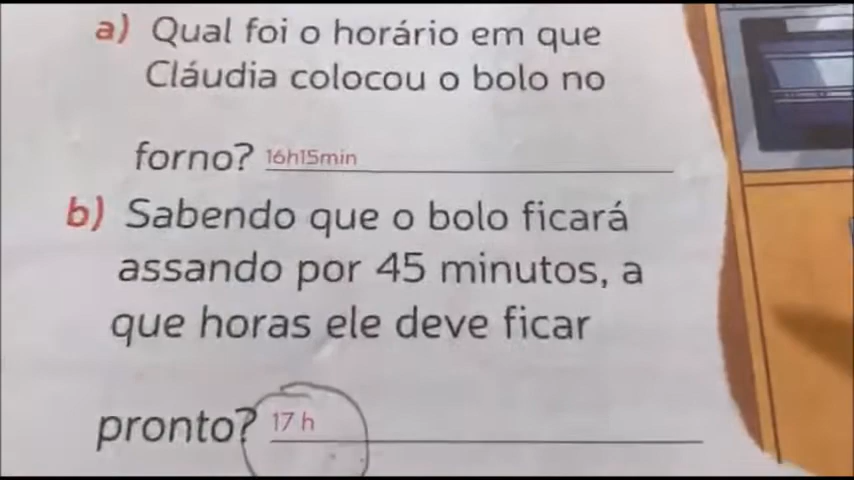 a) Qual foi o horário em que
Cláudia colocou o bolo no
forno? 16h15min
b) Sabendo que o bolo ficará
assando por 45 minutos, a
que horas ele deve ficar
pronto? 17 h